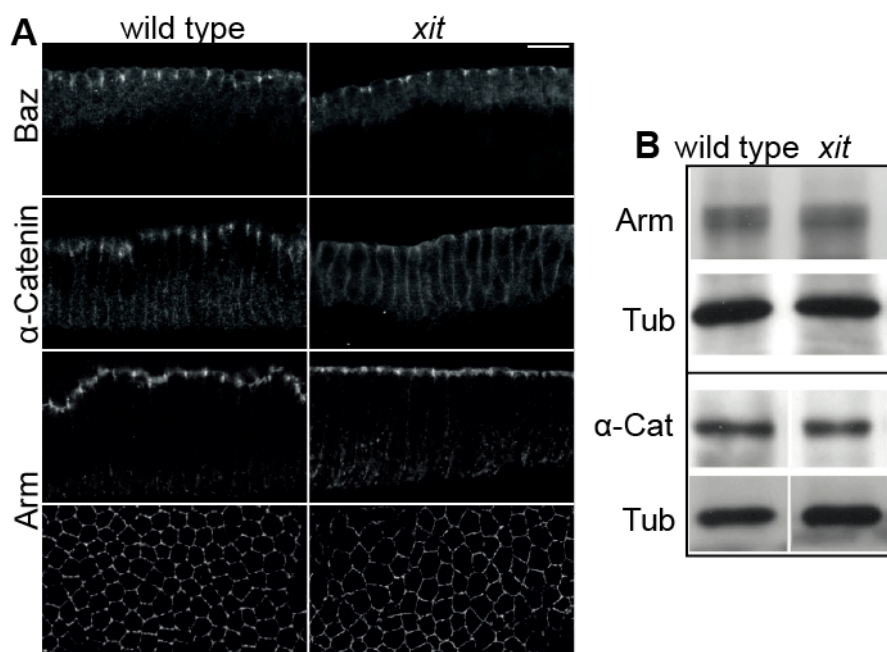 A
wild type
xit
Baz
α-Catenin
Arm
B
wild type
xit
Arm
Tub
α-Cat
Tub